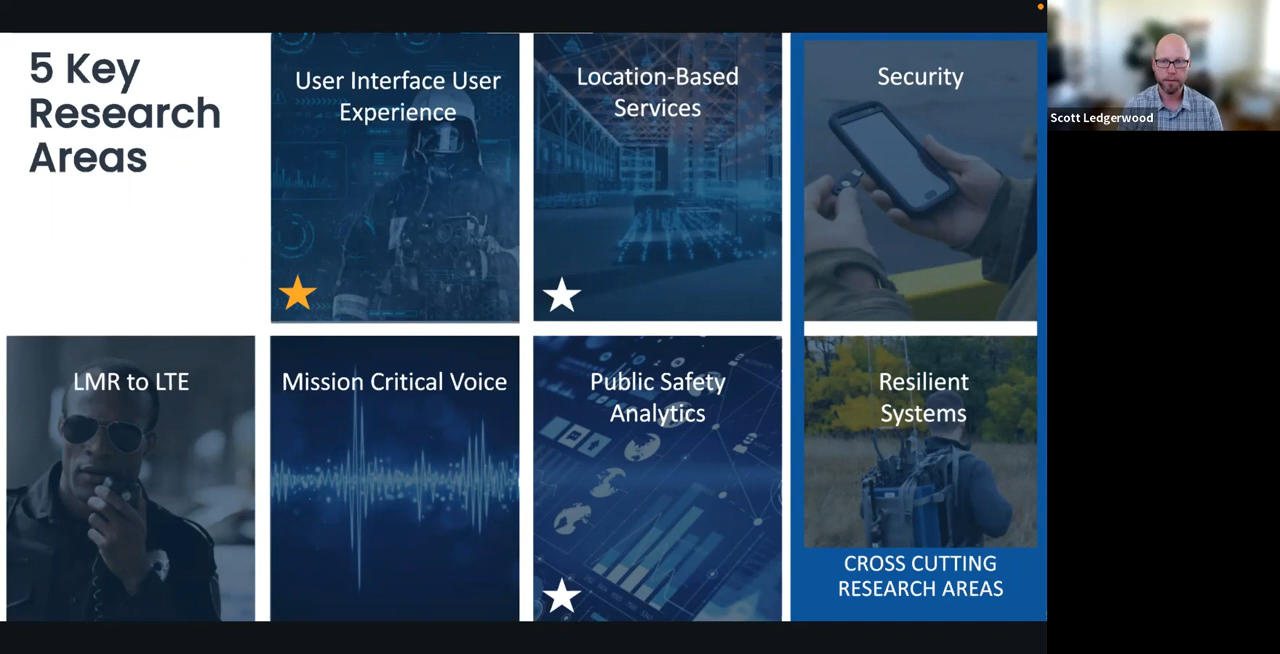 5 Key
Research
Areas
User Interface User
Experience
Location-Based
Services
Security
Scott Ledgerwood
LMR to LTE
Mission Critical Voice
Public Safety
Analytics
Resilient
Systems
CROSS CUTTING
RESEARCH AREAS